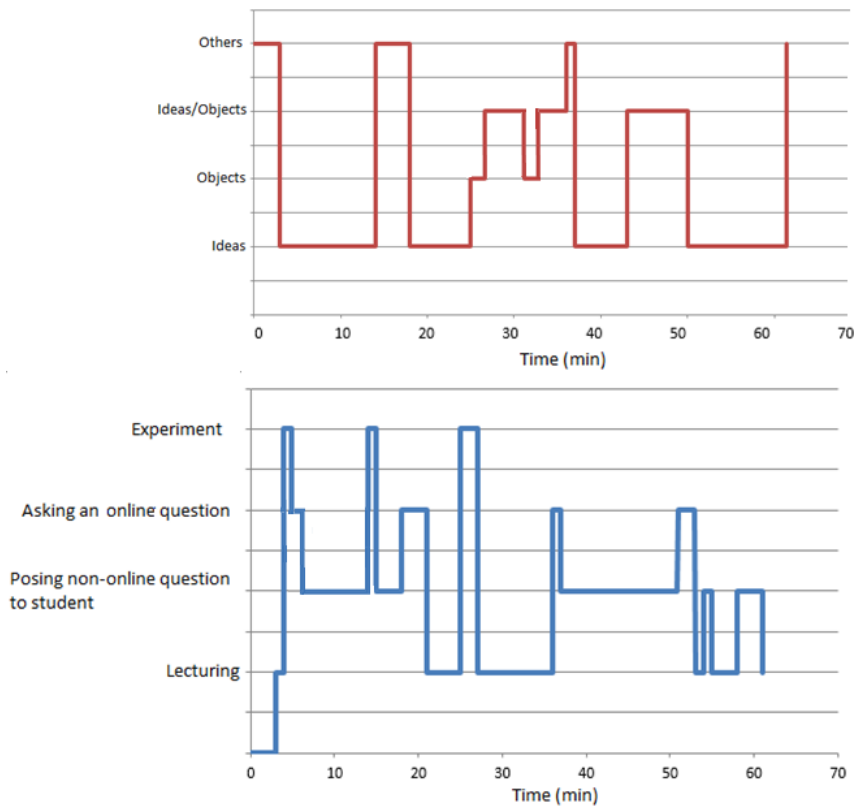 Others
Ideas/Objects
Objects
Ideas
0 10 20 30 40 50 60 70
Time (min)
Experiment
Asking an online question
Posing non-online question
to student
Lecturing
0 10 20 30 40 50 60 70
Time (min)